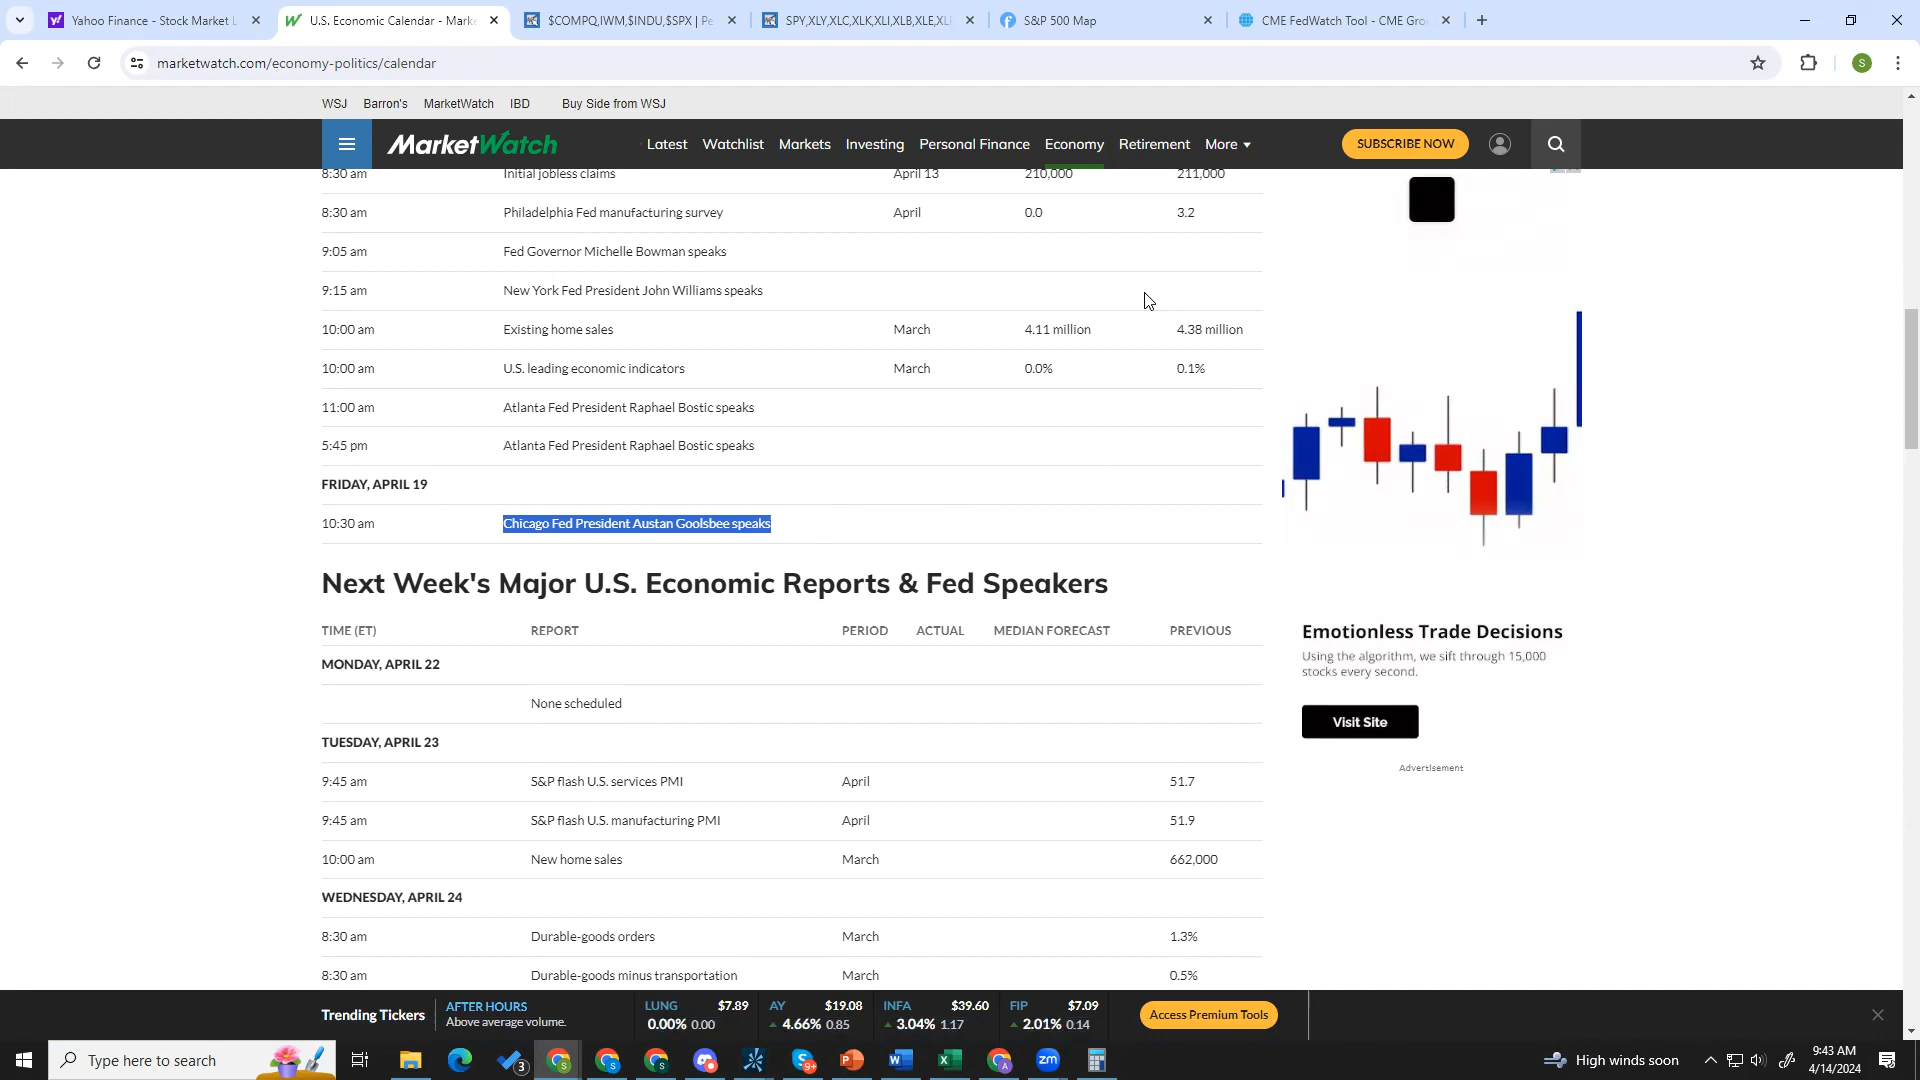 Yahoo Finance - Stock Market L
U.S. Economic Calendar - Marke
$COMPQ,IWM,$INDU,$SPX | Pe
SPY,XLY,XLC,XLK,XLI,XLB,XLE,XL
S&P 500 Map
CME FedWatch Tool - CME Gro
marketwatch.com/economy-politics/calendar
S
WSJ Barron's MarketWatch IBD Buy Side from WSJ
MarketWatch
Latest Watchlist Markets Investing Personal Finance Economy Retirement More
SUBSCRIBE NOW
8:30 am Initial jobless claims April 13 210,000 211,000
8:30 am Philadelphia Fed manufacturing survey April 0.0 3.2
9:05 am Fed Governor Michelle Bowman speaks
9:15 am New York Fed President John Williams speaks
10:00 am Existing home sales March 4.11 million 4.38 million
10:00 am U.S. leading economic indicators March 0.0% 0.1%
11:00 am Atlanta Fed President Raphael Bostic speaks
5:45 pm Atlanta Fed President Raphael Bostic speaks
FRIDAY, APRIL 19
10:30 am Chicago Fed President Austan Goolsbee speaks
Next Week's Major U.S. Economic Reports & Fed Speakers
TIME (ET) REPORT PERIOD ACTUAL MEDIAN FORECAST PREVIOUS
MONDAY, APRIL 22
None scheduled
TUESDAY, APRIL 23
9:45 am S&P flash U.S. services PMI April 51.7
9:45 am S&P flash U.S. manufacturing PMI April 51.9
10:00 am New home sales March 662,000
WEDNESDAY, APRIL 24
8:30 am Durable-goods orders March 1.3%
8:30 am Durable-goods minus transportation March 0.5%
Emotionless Trade Decisions
Using the algorithm, we sift through 15,000
stocks every second.
Visit Site
Advertisement
Trending Tickers
AFTER HOURS
Above average volume.
LUNG $7.89
0.00% 0.00
AY $19.08
4.66% 0.85
INFA $39.60
3.04% 1.17
FIP $7.09
2.01% 0.14
Access Premium Tools
Type here to search
3
9+
zm
High winds soon
9:43 AM
4/14/2024